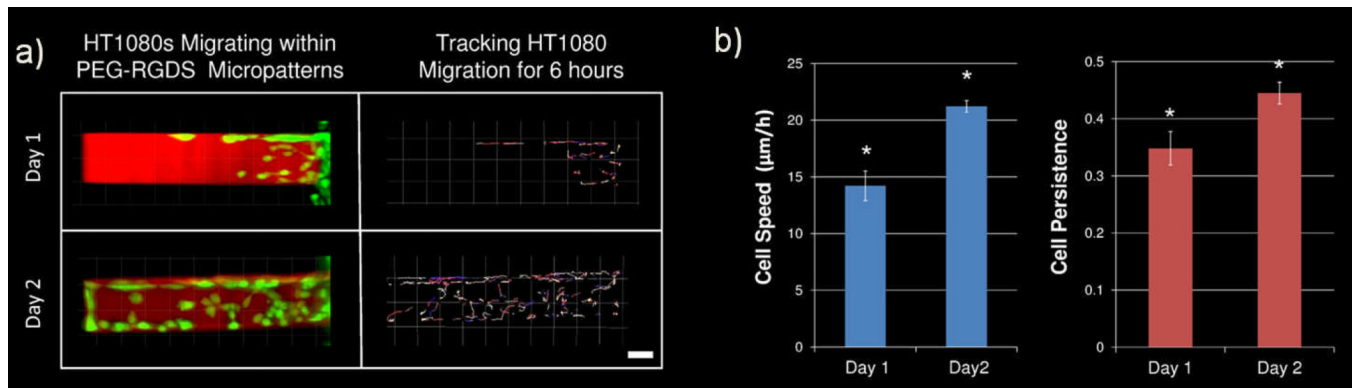 a)
HT1080s Migrating within
PEG-RGDS Micropatterns
Tracking HT1080
Migration for 6 hours
Day 1
Day 2
b)
Cell Speed (µm/h)
25
20
15
10
5
0
*
*
Day 1
Day2
Cell Persistence
0.5
0.4
0.3
0.2
0.1
0
*
*
Day 1
Day 2